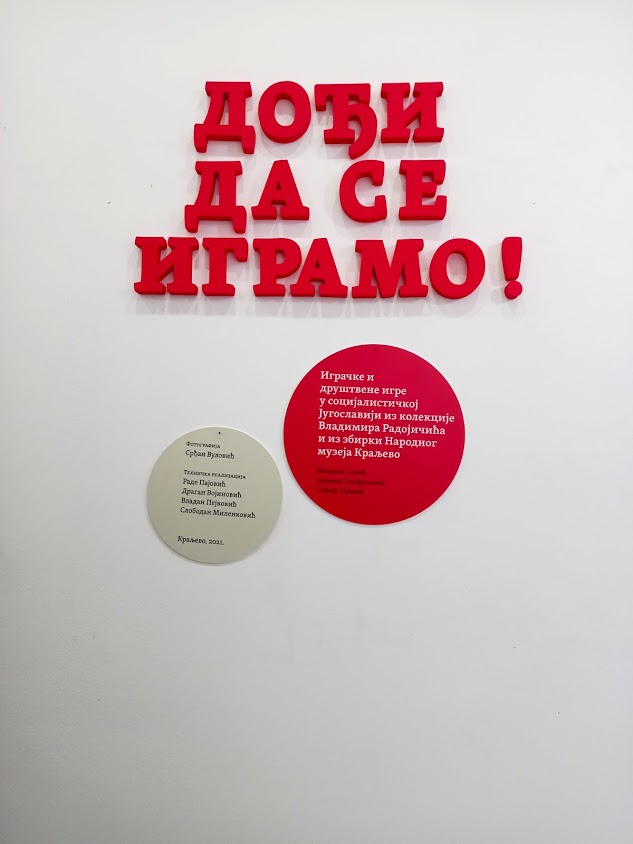 ДОЂИ
ДА СЕ
ИГРАМО!
Играчке и
друштвене игре
у социјалистичкој
Југославији из колекције
Владимира Радојичића
и из збирки Народног
музеја Краљево
Фотографија
Срђан Вуловић
Техничка реализација
Раде Пајовић
Драган Војиновић
Владан Пејковић
Слободан Миленковић
Краљево, 2021.